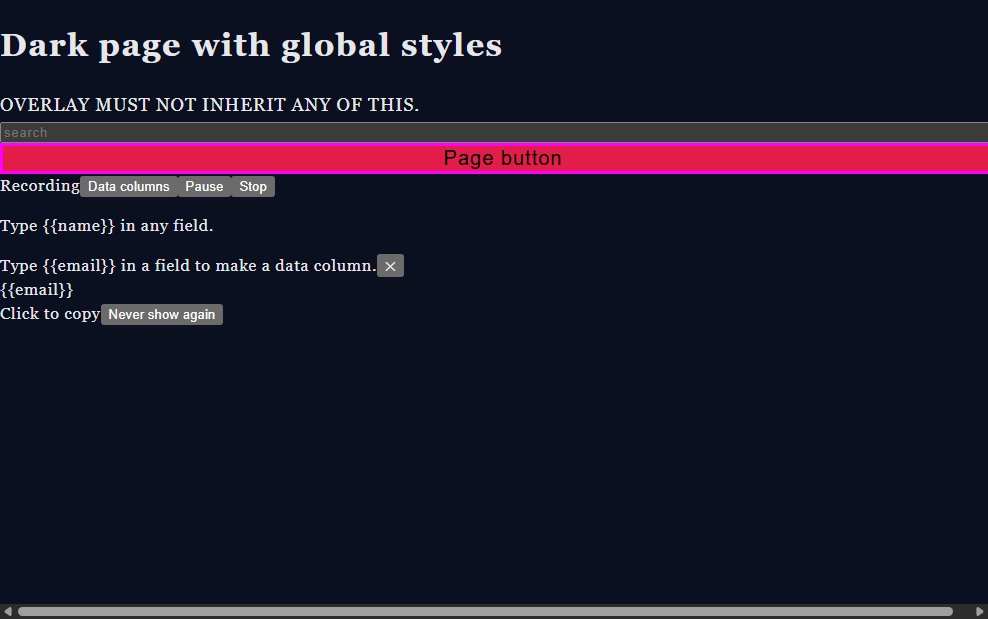 Dark page with global styles
OVERLAY MUST NOT INHERIT ANY OF THIS.
search
Page button
Recording Data columns Pause Stop
Type {{name}} in any field.
Type {{email}} in a field to make a data column. ×
{{email}}
Click to copy Never show again